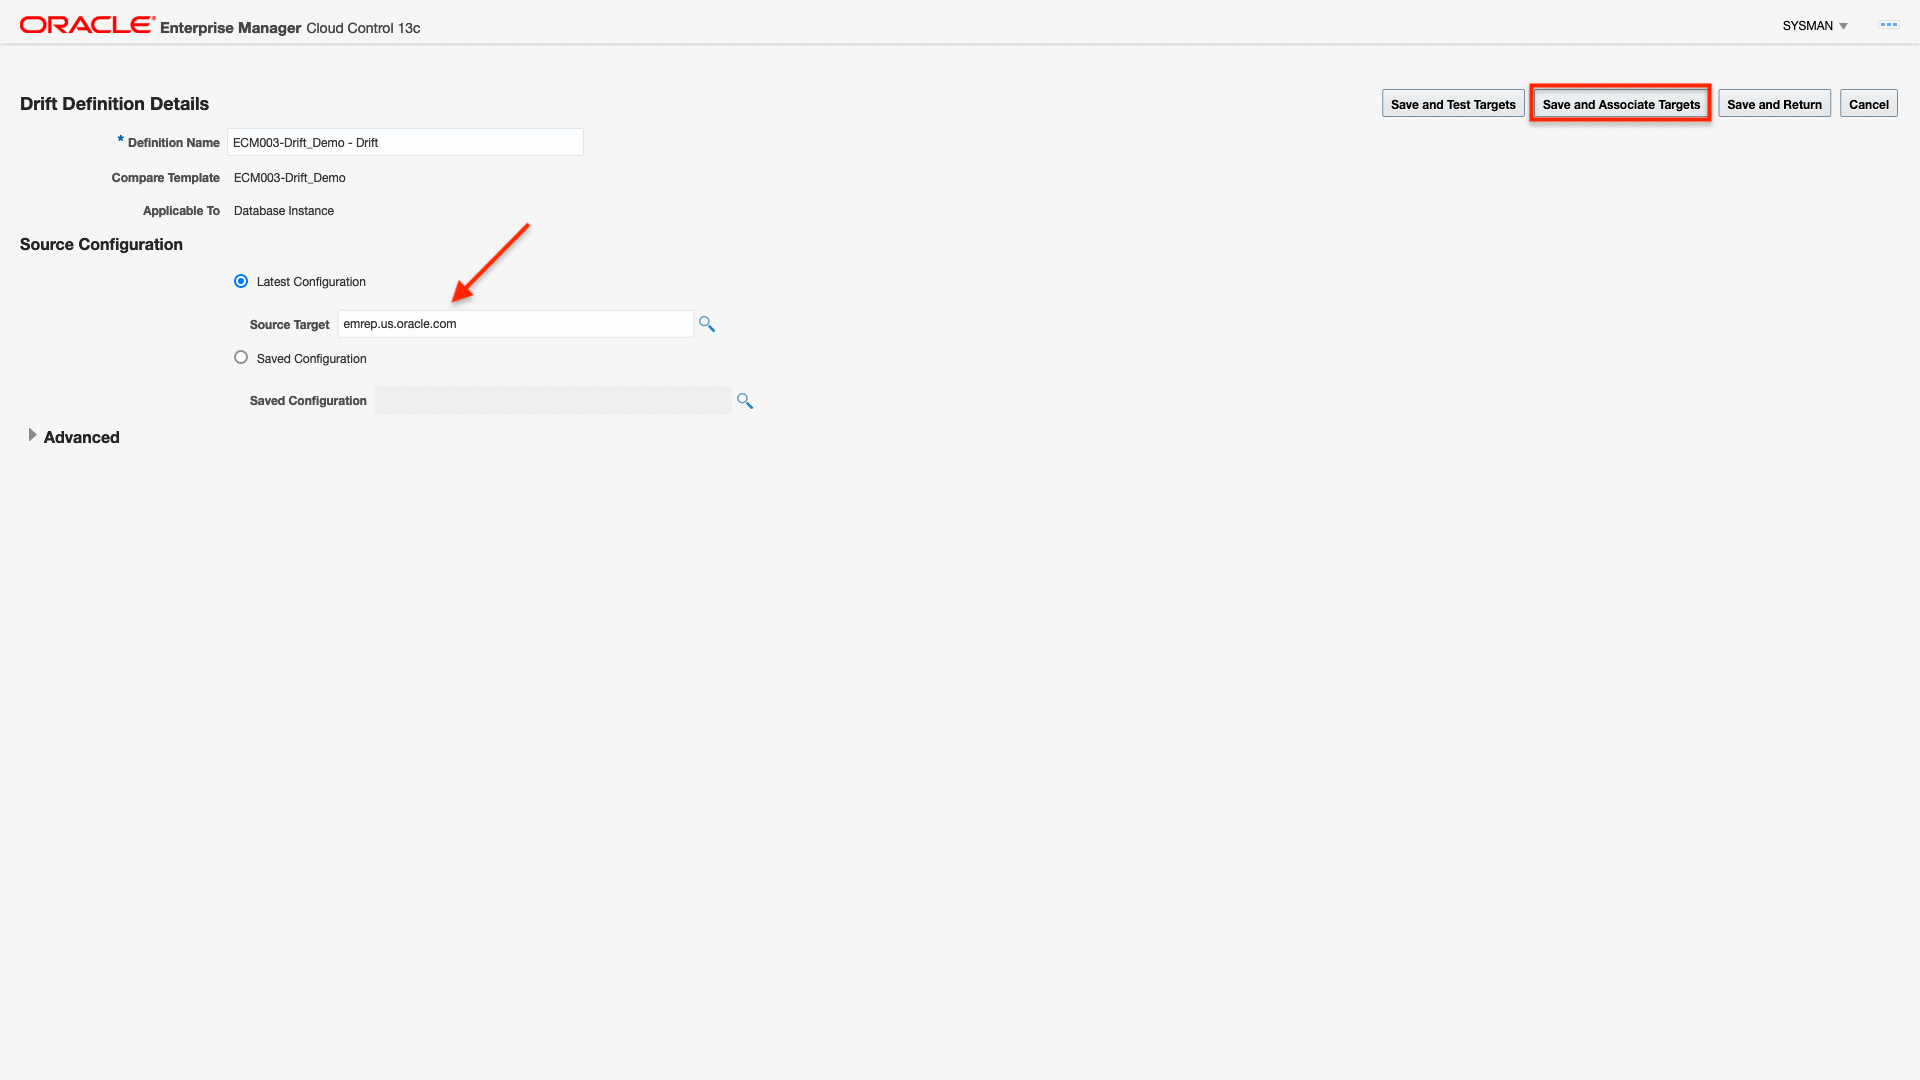 ORACLE Enterprise Manager Cloud Control 13c
SYSMAN
Drift Definition Details
Save and Test Targets
Save and Associate Targets
Save and Return
Cancel
* Definition Name ECM003-Drift_Demo - Drift
Compare Template ECM003-Drift_Demo
Applicable To Database Instance
Source Configuration
Latest Configuration
Source Target emrep.us.oracle.com
Saved Configuration
Saved Configuration
Advanced